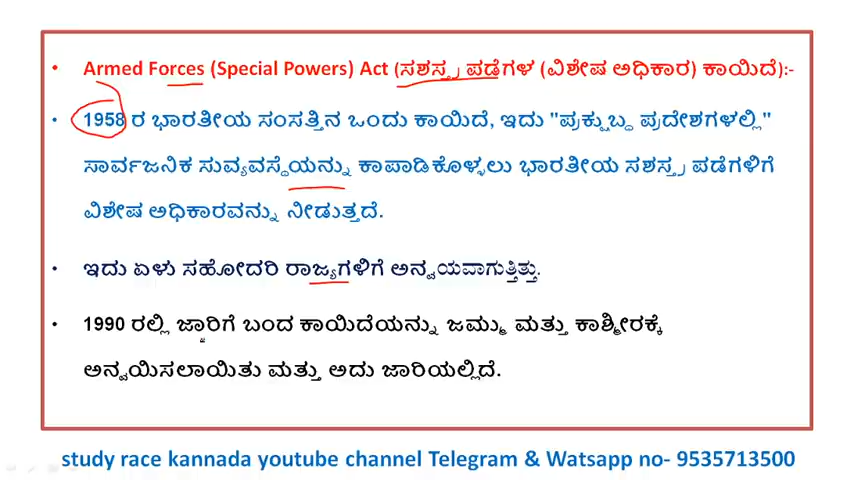 • Armed Forces (Special Powers) Act (ಸಶಸ್ತ್ರ ಪಡೆಗಳ (ವಿಶೇಷ ಅಧಿಕಾರ) ಕಾಯಿದೆ):-
• 1958 ರ ಭಾರತೀಯ ಸಂಸತ್ತಿನ ಒಂದು ಕಾಯಿದೆ, ಇದು "ಪ್ರಕ್ಷುಬ್ಧ ಪ್ರದೇಶಗಳಲ್ಲಿ"
ಸಾರ್ವಜನಿಕ ಸುವ್ಯವಸ್ಥೆಯನ್ನು ಕಾಪಾಡಿಕೊಳ್ಳಲು ಭಾರತೀಯ ಸಶಸ್ತ್ರ ಪಡೆಗಳಿಗೆ
ವಿಶೇಷ ಅಧಿಕಾರವನ್ನು ನೀಡುತ್ತದೆ.
• ಇದು ಏಳು ಸಹೋದರಿ ರಾಜ್ಯಗಳಿಗೆ ಅನ್ವಯವಾಗುತ್ತಿತ್ತು.
• 1990 ರಲ್ಲಿ ಜಾರಿಗೆ ಬಂದ ಕಾಯಿದೆಯನ್ನು ಜಮ್ಮು ಮತ್ತು ಕಾಶ್ಮೀರಕ್ಕೆ
ಅನ್ವಯಿಸಲಾಯಿತು ಮತ್ತು ಅದು ಜಾರಿಯಲ್ಲಿದೆ.
study race kannada youtube channel Telegram & Watsapp no- 9535713500